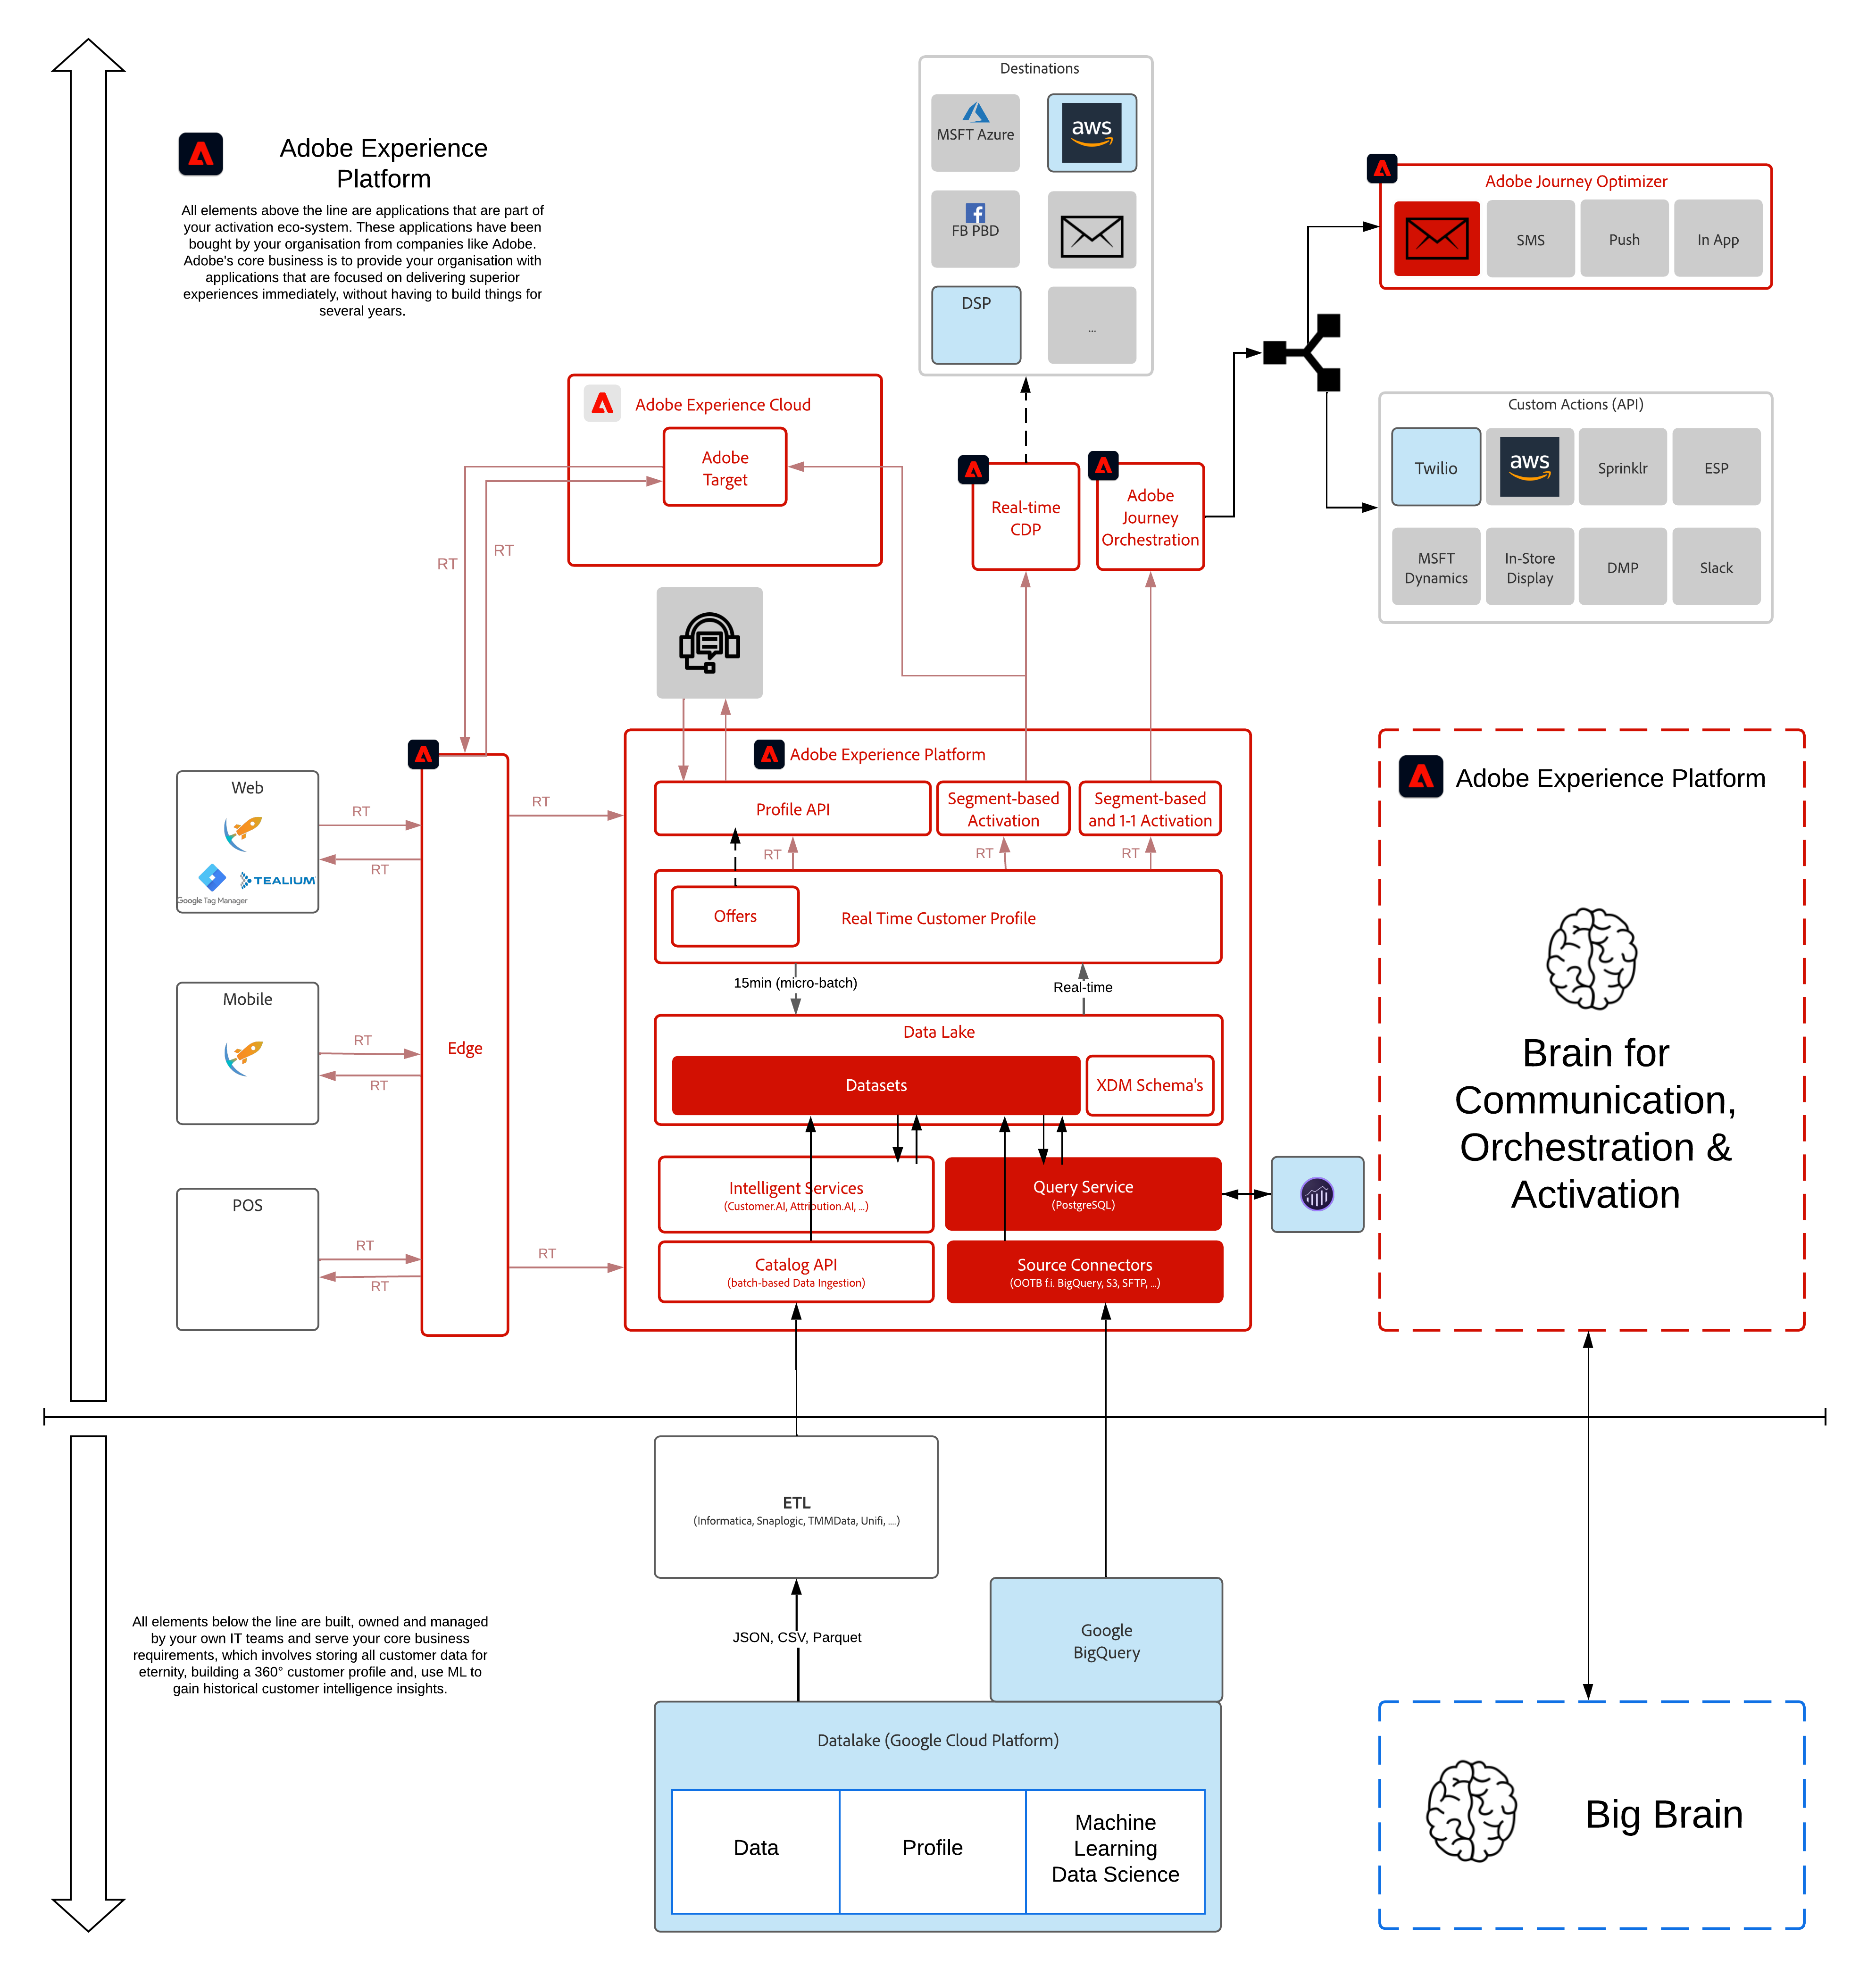 Destinations
MSFT Azure
aws
FB PBD
DSP
...
Adobe Experience
Platform
All elements above the line are applications that are part of
your activation eco-system. These applications have been
bought by your organisation from companies like Adobe.
Adobe's core business is to provide your organisation with
applications that are focused on delivering superior
experiences immediately, without having to build things for
several years.
Adobe Journey Optimizer
SMS
Push
In App
Adobe Experience Cloud
Adobe
Target
Real-time
CDP
Adobe
Journey
Orchestration
Custom Actions (API)
Twilio
aws
Sprinklr
ESP
MSFT
Dynamics
In-Store
Display
DMP
Slack
RT
RT
Web
Google Tag Manager
TEALIUM
RT
RT
Mobile
RT
RT
POS
RT
RT
Edge
RT
RT
Adobe Experience Platform
Profile API
Segment-based
Activation
Segment-based
and 1-1 Activation
RT
RT
RT
Offers
Real Time Customer Profile
15min (micro-batch)
Real-time
Data Lake
Datasets
XDM Schema's
Intelligent Services
(Customer.AI, Attribution.AI, ...)
Query Service
(PostgreSQL)
Catalog API
(batch-based Data Ingestion)
Source Connectors
(OOTB f.i. BigQuery, S3, SFTP, ...)
Adobe Experience Platform
Brain for
Communication,
Orchestration &
Activation
ETL
(Informatica, Snaplogic, TMMData, Unifi, ....)
JSON, CSV, Parquet
Google
BigQuery
All elements below the line are built, owned and managed
by your own IT teams and serve your core business
requirements, which involves storing all customer data for
eternity, building a 360° customer profile and, use ML to
gain historical customer intelligence insights.
Datalake (Google Cloud Platform)
Data
Profile
Machine
Learning
Data Science
Big Brain